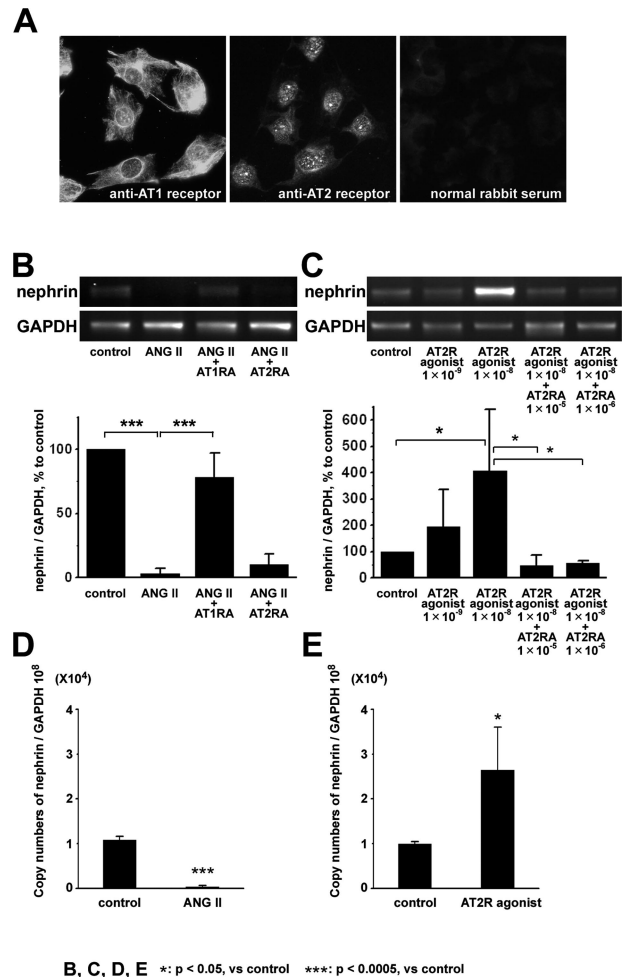 A
anti-AT1 receptor
anti-AT2 receptor
normal rabbit serum
B
nephrin
GAPDH
control
ANG II
ANG II
+
AT1RA
ANG II
+
AT2RA
nephrin / GAPDH, % to control
100
50
0
***
***
control
ANG II
ANG II
+
AT1RA
ANG II
+
AT2RA
C
nephrin
GAPDH
control
AT2R
agonist
1×10⁻⁹
AT2R
agonist
1×10⁻⁸
AT2R
agonist
1×10⁻⁸
+
AT2RA
1×10⁻⁵
AT2R
agonist
1×10⁻⁸
+
AT2RA
1×10⁻⁶
nephrin / GAPDH, % to control
600
500
400
300
200
100
0
*
*
*
control
AT2R
agonist
1×10⁻⁹
AT2R
agonist
1×10⁻⁸
AT2R
agonist
1×10⁻⁸
+
AT2RA
1×10⁻⁵
AT2R
agonist
1×10⁻⁸
+
AT2RA
1×10⁻⁶
D
(X10⁴)
Copy numbers of nephrin / GAPDH 10⁸
4
3
2
1
0
***
control
ANG II
E
(X10⁴)
Copy numbers of nephrin / GAPDH 10⁸
4
3
2
1
0
*
control
AT2R agonist
B, C, D, E *: p < 0.05, vs control ***: p < 0.0005, vs control